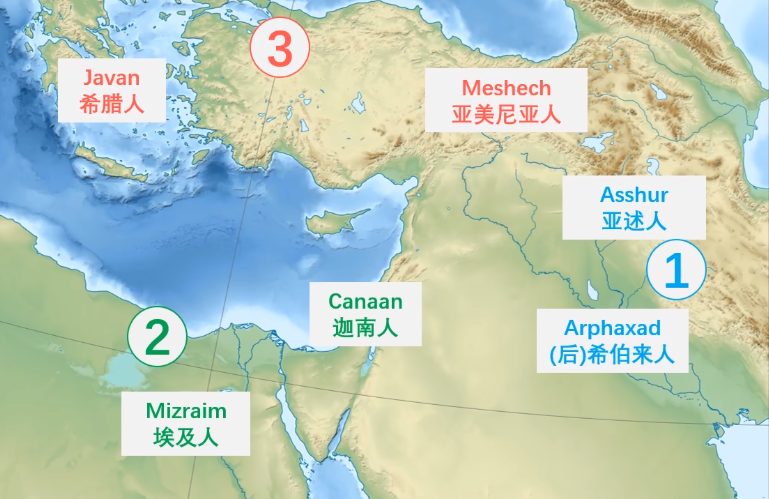 3
Javan
希腊人
Meshech
亚美尼亚人
Asshur
亚述人
1
Canaan
迦南人
2
Arphaxad
(后)希伯来人
Mizraim
埃及人